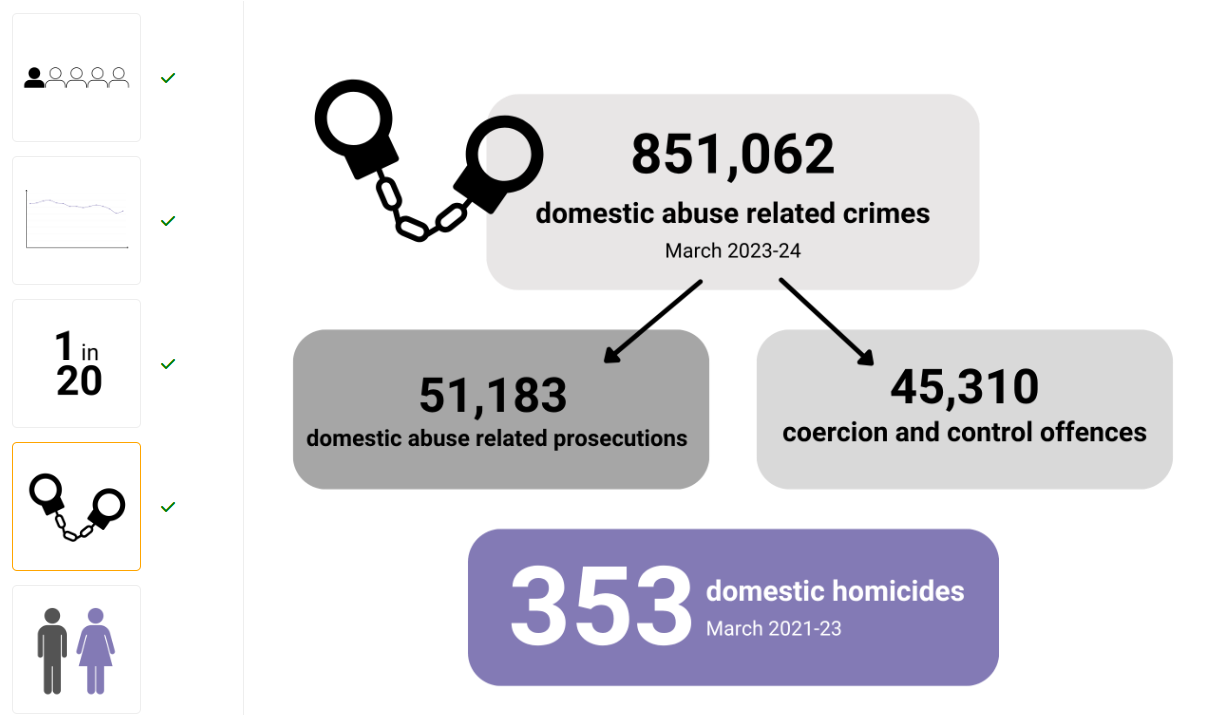 1 in
20
851,062
domestic abuse related crimes
March 2023-24
51,183
domestic abuse related prosecutions
45,310
coercion and control offences
353
domestic homicides
March 2021-23